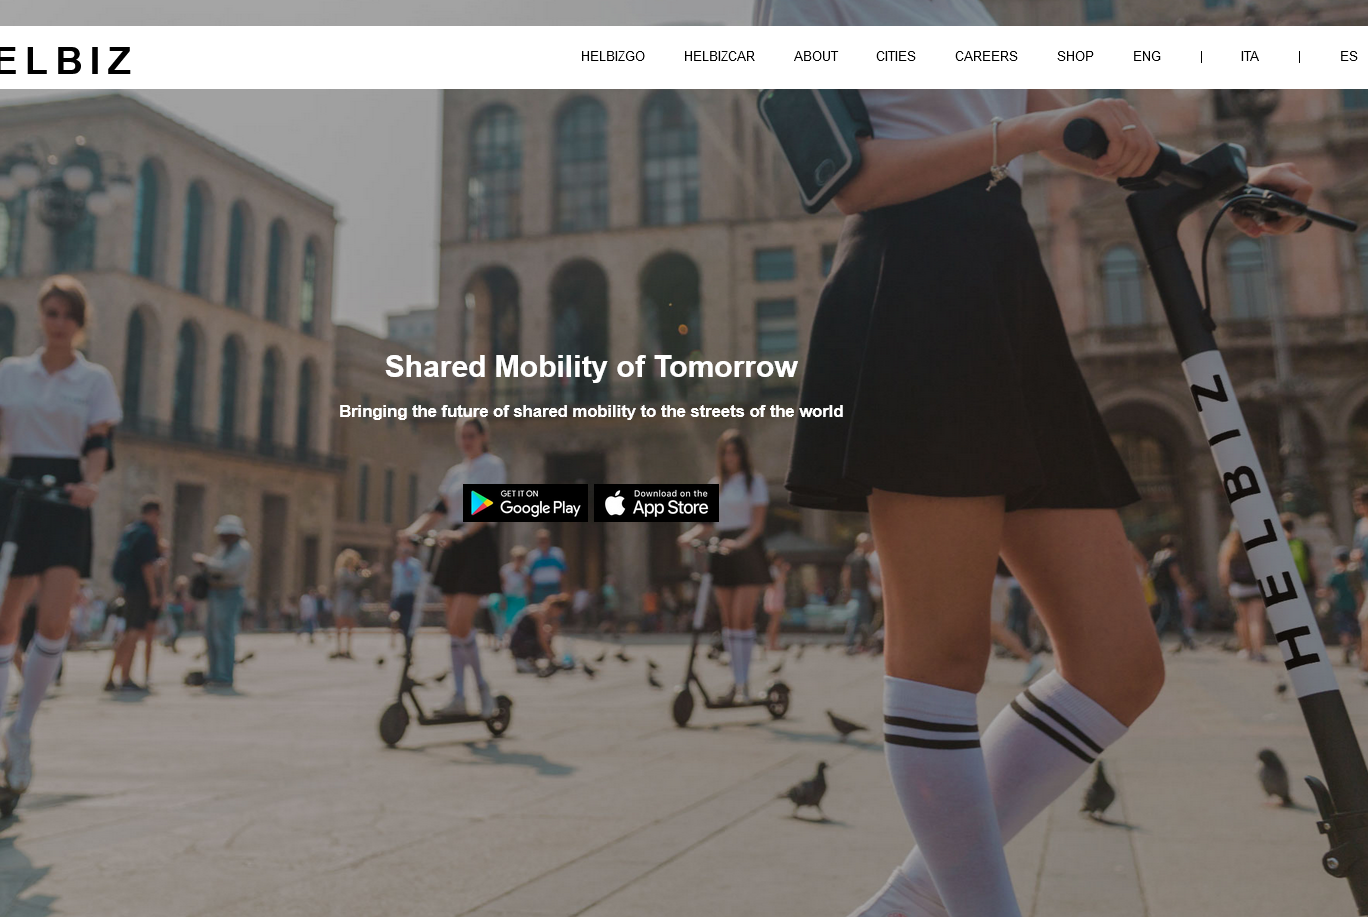 ELBIZ
HELBIZGO HELBIZCAR ABOUT CITIES CAREERS SHOP ENG | ITA | ES
Shared Mobility of Tomorrow
Bringing the future of shared mobility to the streets of the world
GET IT ON
Google Play
Download on the
App Store
HELBIZ